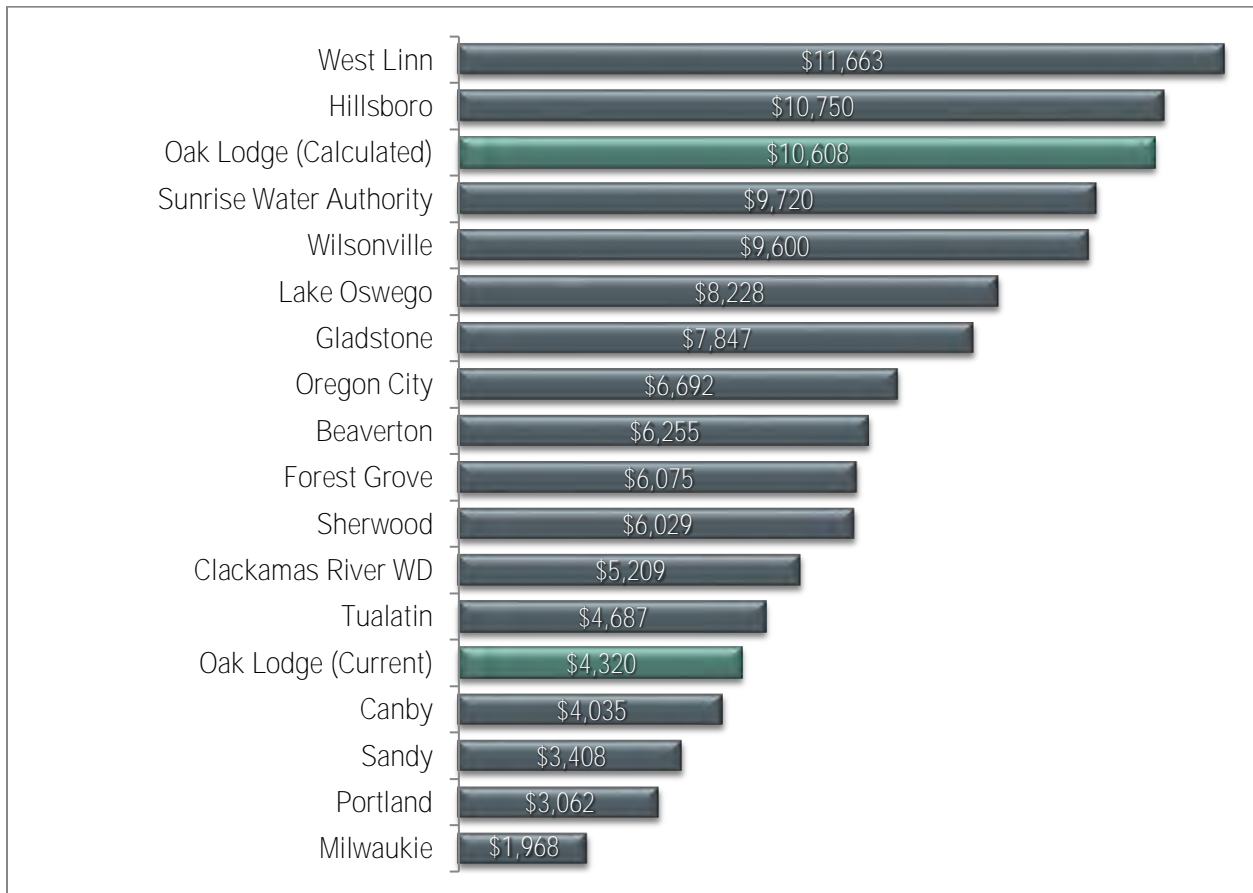 West Linn $11,663
Hillsboro $10,750
Oak Lodge (Calculated) $10,608
Sunrise Water Authority $9,720
Wilsonville $9,600
Lake Oswego $8,228
Gladstone $7,847
Oregon City $6,692
Beaverton $6,255
Forest Grove $6,075
Sherwood $6,029
Clackamas River WD $5,209
Tualatin $4,687
Oak Lodge (Current) $4,320
Canby $4,035
Sandy $3,408
Portland $3,062
Milwaukie $1,968